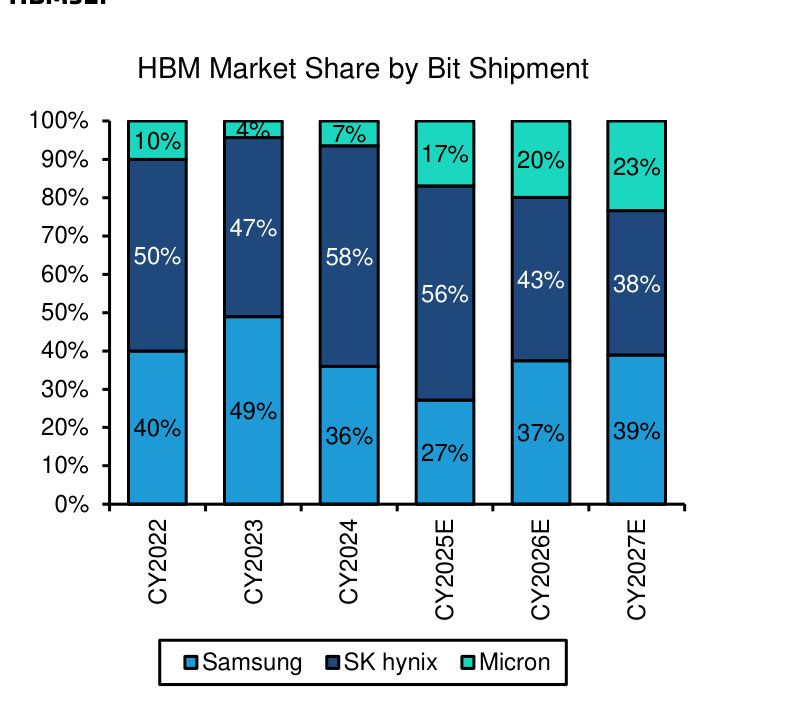 HBM Market Share by Bit Shipment
100%
90%
80%
70%
60%
50%
40%
30%
20%
10%
0%
10% 4% 7% 17% 20% 23%
50% 47% 58% 56% 43% 38%
40% 49% 36% 27% 37% 39%
CY2022 CY2023 CY2024 CY2025E CY2026E CY2027E
Samsung SK hynix Micron